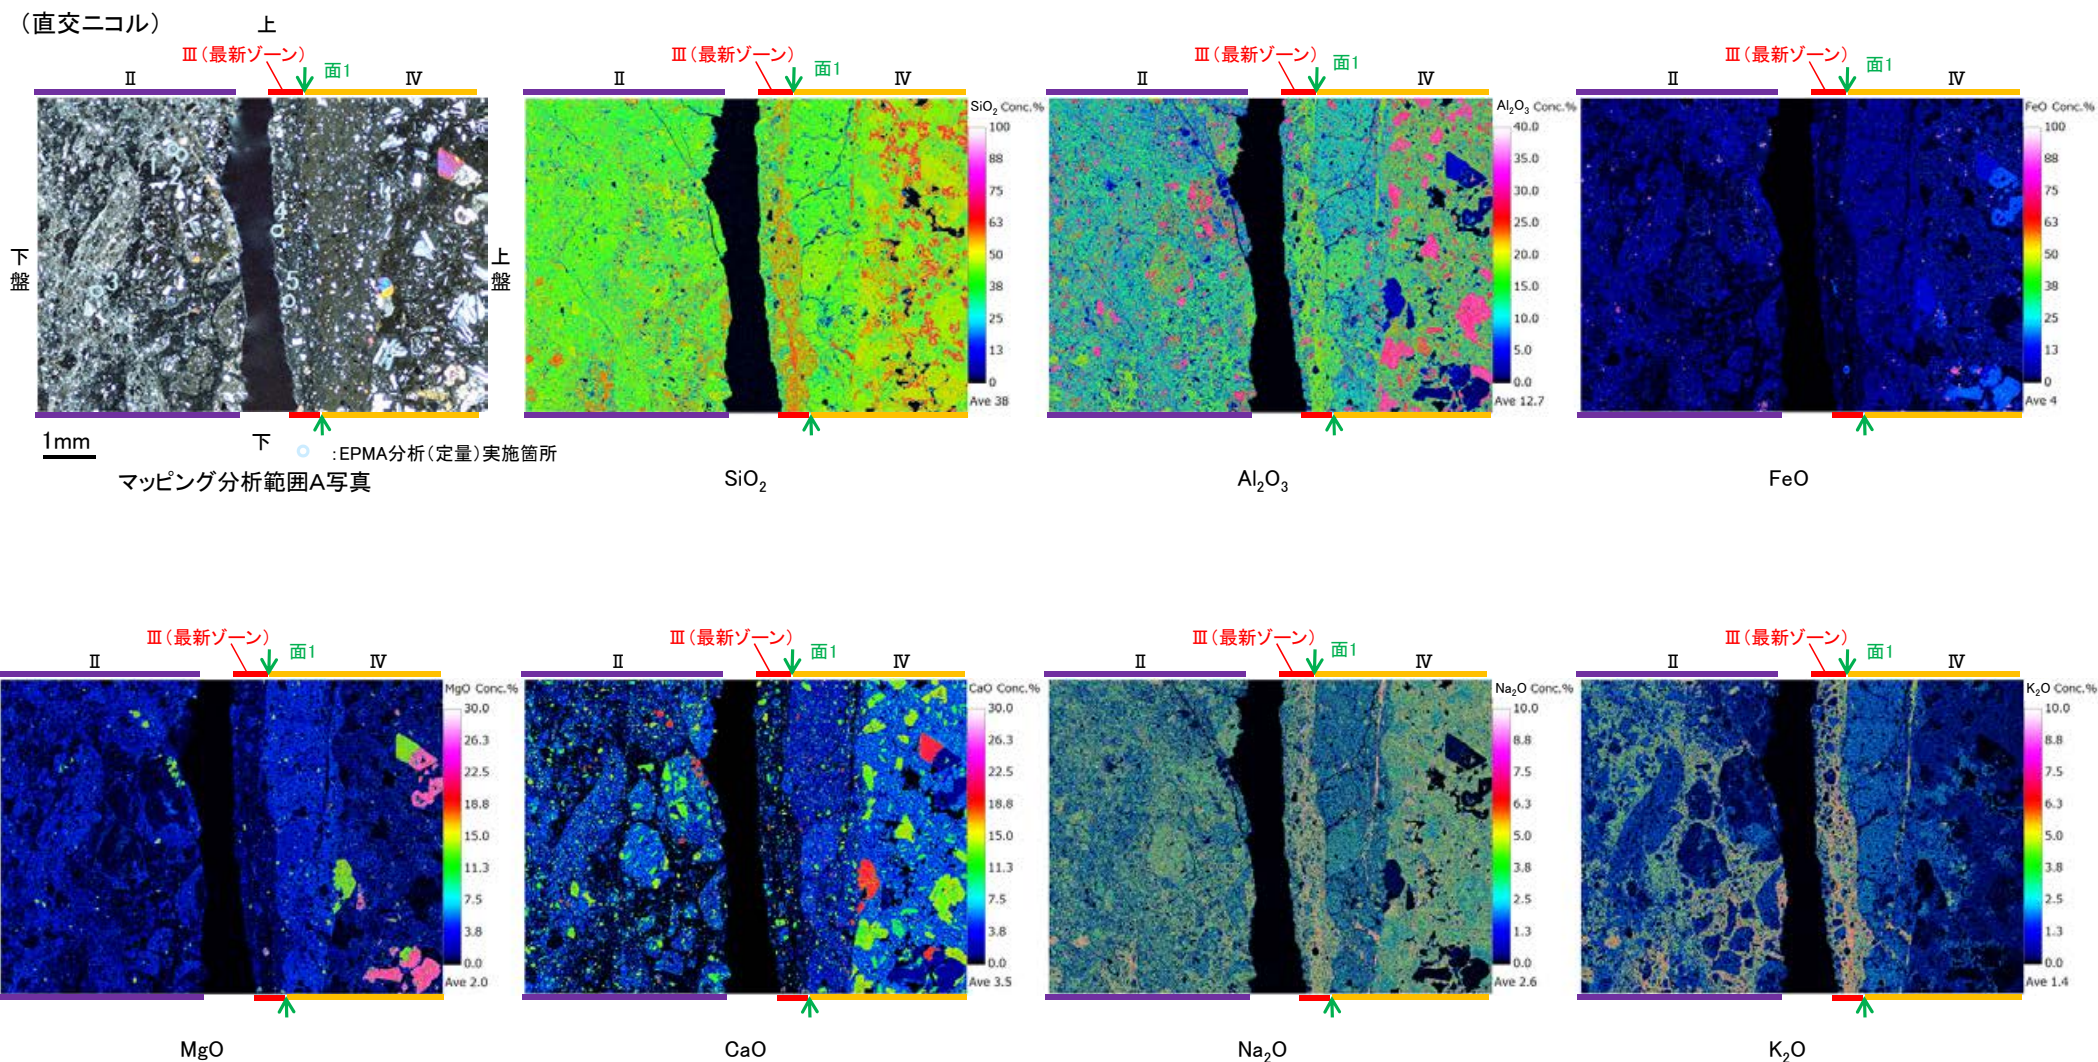 (直交ニコル)
上
Ⅲ(最新ゾーン)
面1
Ⅱ
Ⅳ
下盤
上盤
1
2
3
4
5
1mm
下
:EPMA分析(定量)実施箇所
マッピング分析範囲A写真
Ⅲ(最新ゾーン)
面1
Ⅱ
Ⅳ
SiO₂ Conc.%
100
88
75
63
50
38
25
13
0
Ave 38
SiO₂
Ⅲ(最新ゾーン)
面1
Ⅱ
Ⅳ
Al₂O₃ Conc.%
40.0
35.0
30.0
25.0
20.0
15.0
10.0
5.0
0.0
Ave 12.7
Al₂O₃
Ⅲ(最新ゾーン)
面1
Ⅱ
Ⅳ
FeO Conc.%
100
88
75
63
50
38
25
13
0
Ave 4
FeO
Ⅲ(最新ゾーン)
面1
Ⅱ
Ⅳ
MgO Conc.%
30.0
26.3
22.5
18.8
15.0
11.3
7.5
3.8
0.0
Ave 2.0
MgO
Ⅲ(最新ゾーン)
面1
Ⅱ
Ⅳ
CaO Conc.%
30.0
26.3
22.5
18.8
15.0
11.3
7.5
3.8
0.0
Ave 3.5
CaO
Ⅲ(最新ゾーン)
面1
Ⅱ
Ⅳ
Na₂O Conc.%
10.0
8.8
7.5
6.3
5.0
3.8
2.5
1.3
0.0
Ave 2.6
Na₂O
Ⅲ(最新ゾーン)
面1
Ⅱ
Ⅳ
K₂O Conc.%
10.0
8.8
7.5
6.3
5.0
3.8
2.5
1.3
0.0
Ave 1.4
K₂O